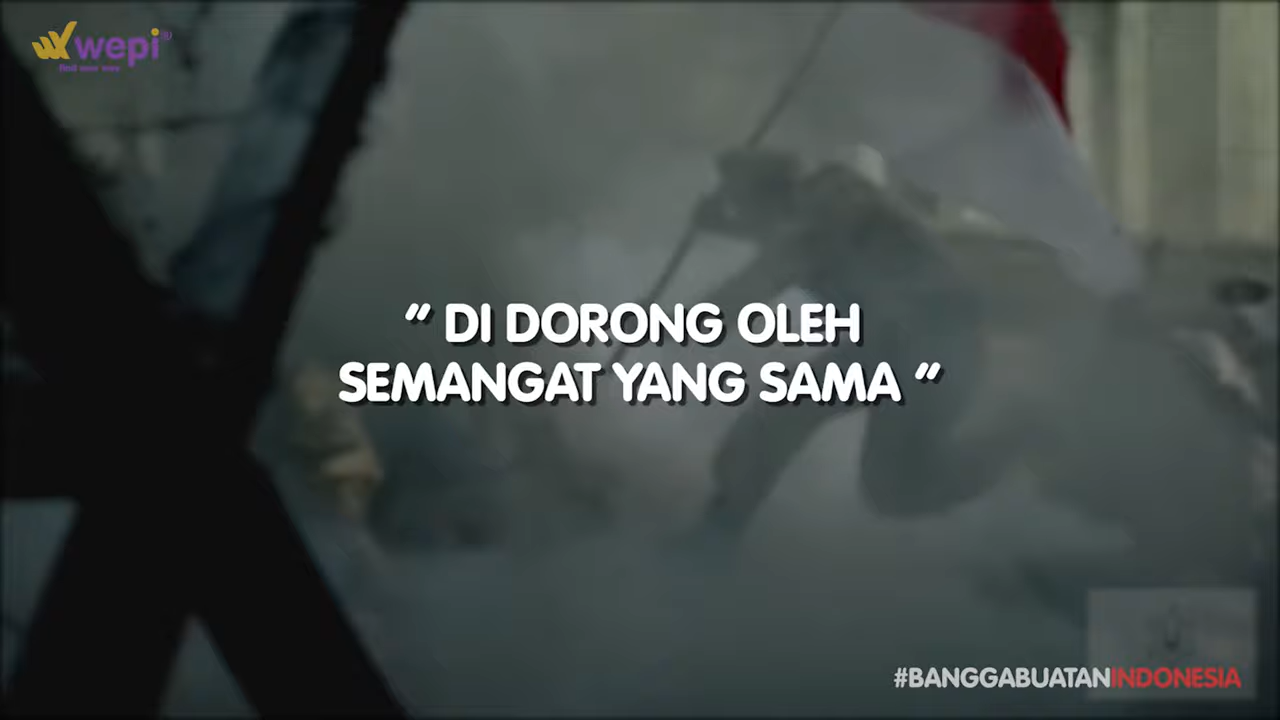 wepi
" DI DORONG OLEH
SEMANGAT YANG SAMA "
#BANGGABUATANINDONESIA